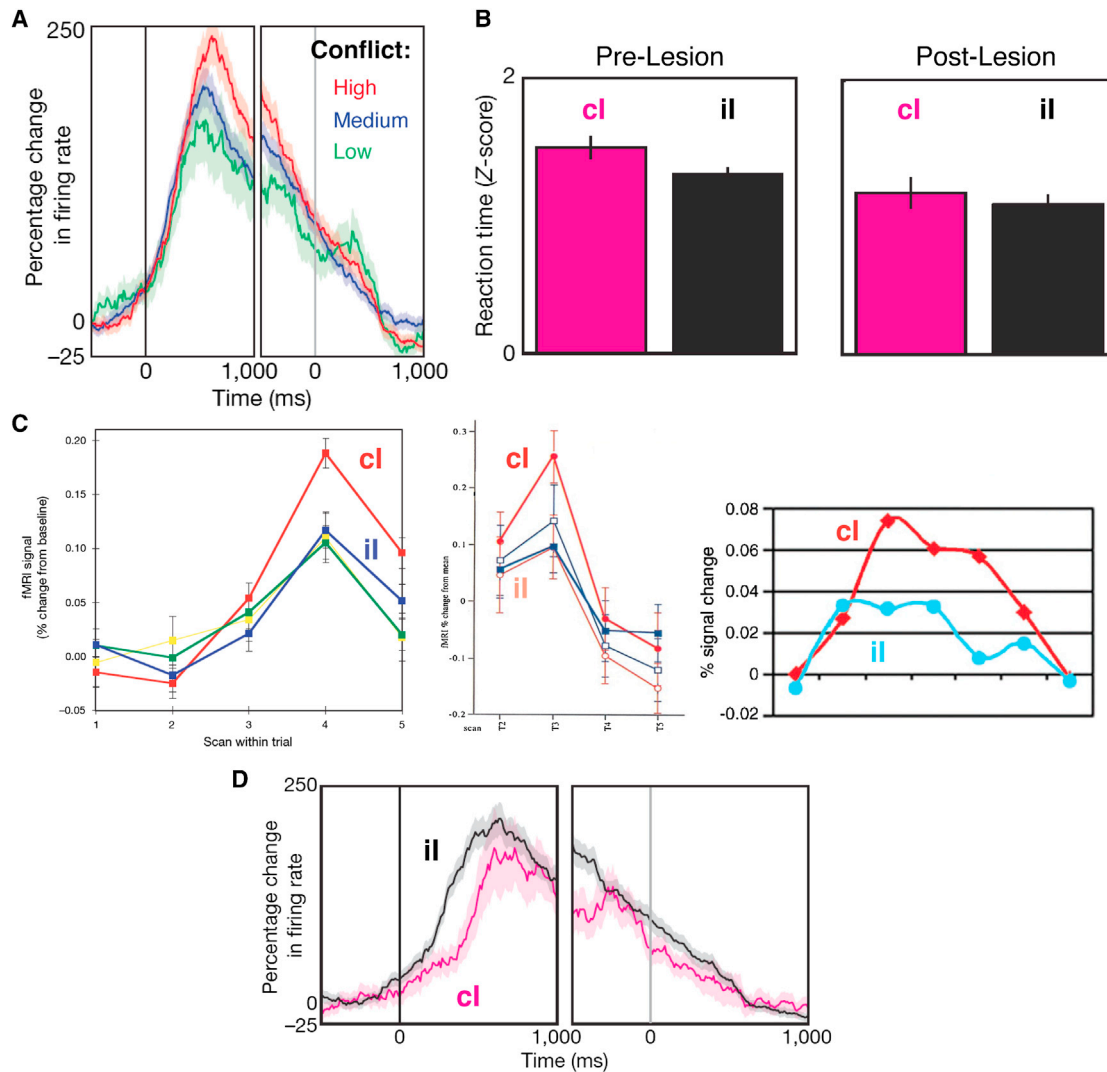 A
250
Conflict:
High
Medium
Low
Percentage change
in firing rate
0
−25
0
1,000
0
1,000
Time (ms)
B
Pre-Lesion
Post-Lesion
2
cl
il
cl
il
Reaction time (Z-score)
0
C
0.20
0.15
0.10
0.05
0.00
−0.05
fMRI signal
(% change from baseline)
cl
il
1
2
3
4
5
Scan within trial
0.3
0.2
0.1
0
-0.1
-0.2
fMRI % change from mean
cl
il
scan
T2
T3
T4
T5
0.08
0.06
0.04
0.02
0
-0.02
% signal change
cl
il
D
250
Percentage change
in firing rate
il
cl
0
−25
0
1,000
0
1,000
Time (ms)